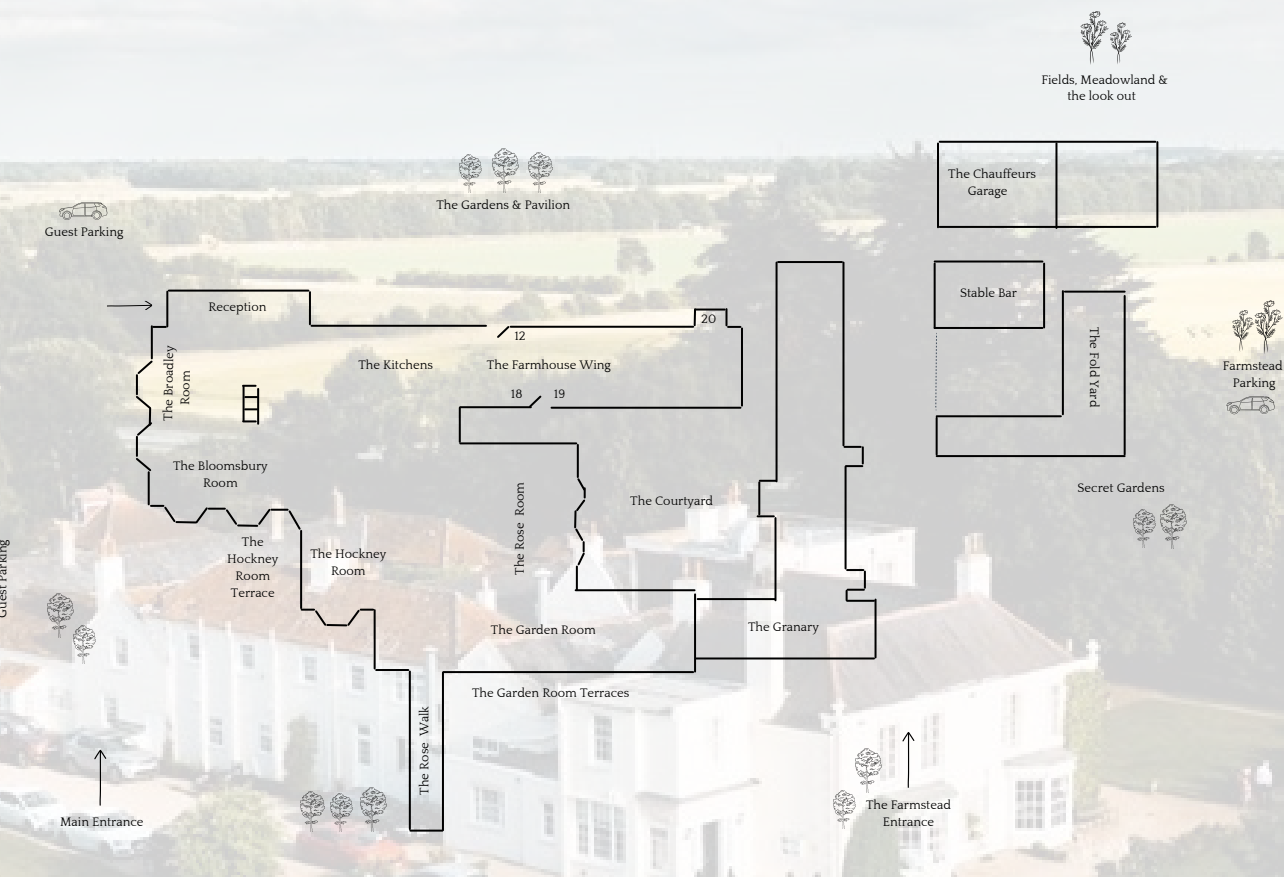 Fields, Meadowland &
the look out
The Chauffeurs
Garage
The Gardens & Pavilion
Guest Parking
Reception
Stable Bar
20
12
The Kitchens
The Farmhouse Wing
The Fold Yard
Farmstead
Parking
The Broadley
Room
18
19
The Bloomsbury
Room
The Courtyard
Secret Gardens
The Rose Room
The
Hockney
Room
Terrace
The Hockney
Room
Guest Parking
The Garden Room
The Granary
The Garden Room Terraces
The Rose Walk
Main Entrance
The Farmstead
Entrance